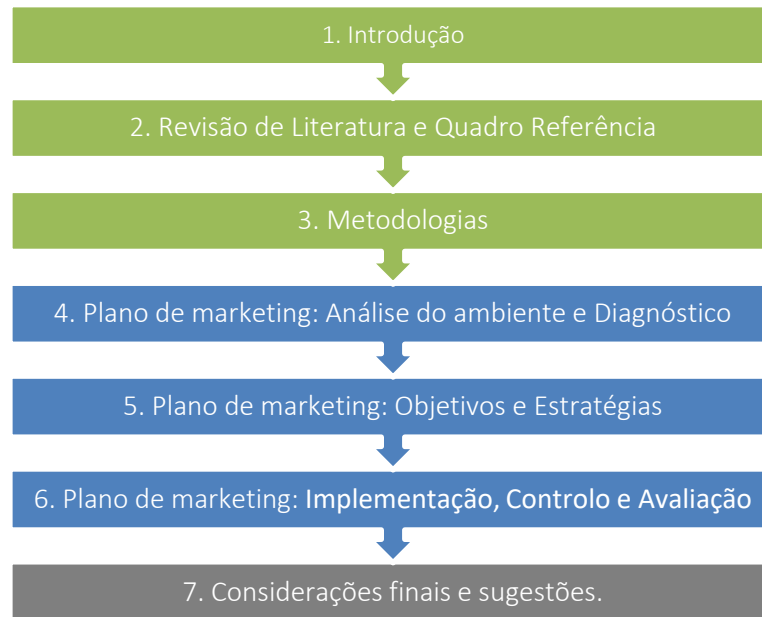 1. Introdução
2. Revisão de Literatura e Quadro Referência
3. Metodologias
4. Plano de marketing: Análise do ambiente e Diagnóstico
5. Plano de marketing: Objetivos e Estratégias
6. Plano de marketing: Implementação, Controlo e Avaliação
7. Considerações finais e sugestões.